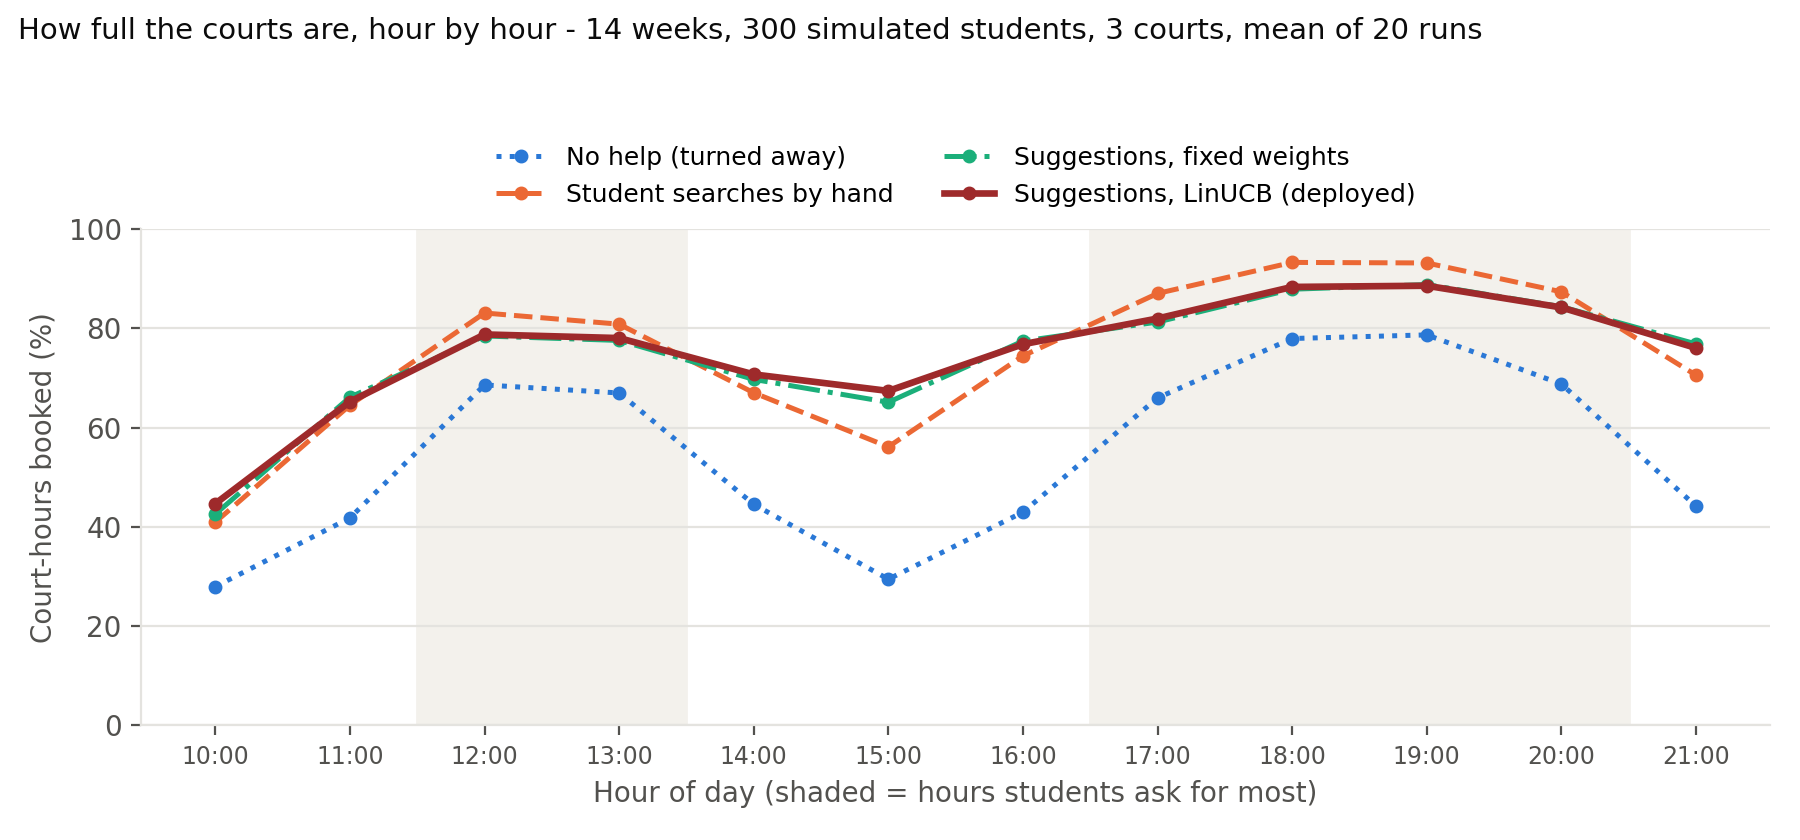 How full the courts are, hour by hour - 14 weeks, 300 simulated students, 3 courts, mean of 20 runs
No help (turned away)
Student searches by hand
Suggestions, fixed weights
Suggestions, LinUCB (deployed)
Court-hours booked (%)
100
80
60
40
20
0
10:00 11:00 12:00 13:00 14:00 15:00 16:00 17:00 18:00 19:00 20:00 21:00
Hour of day (shaded = hours students ask for most)